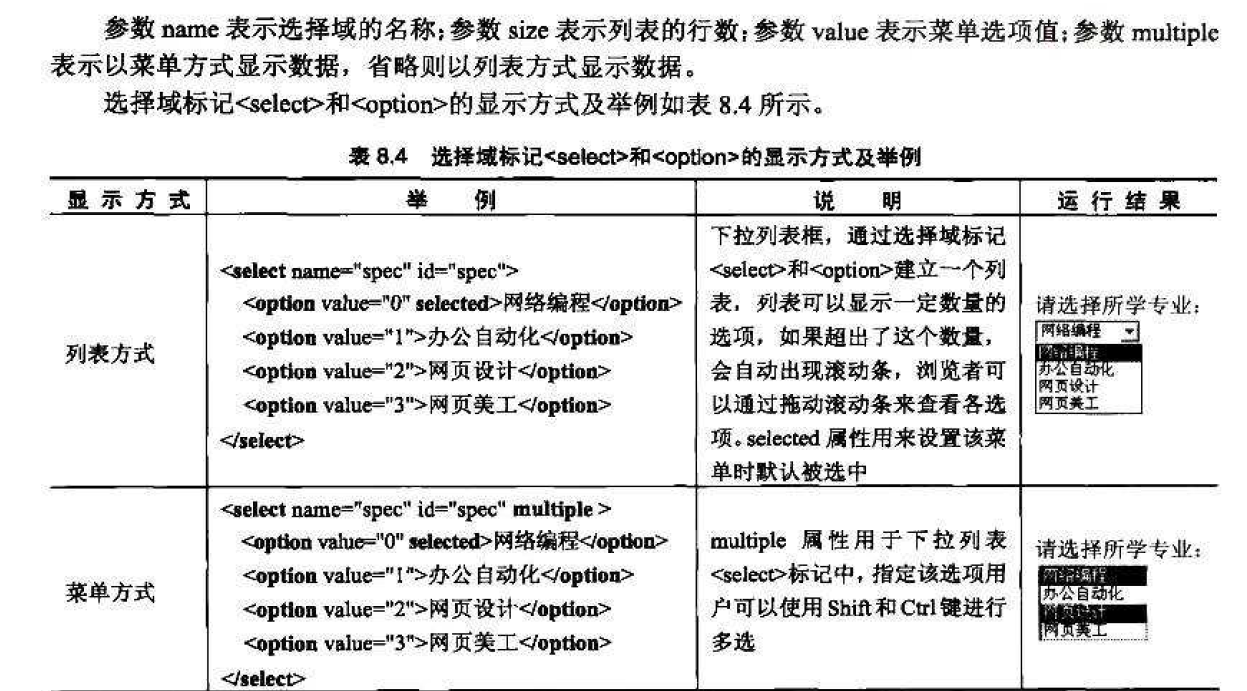 参数 name 表示选择域的名称；参数 size 表示列表的行数；参数 value 表示菜单选项值；参数 multiple
表示以菜单方式显示数据，省略则以列表方式显示数据。
选择域标记<select>和<option>的显示方式及举例如表 8.4 所示。
表 8.4 选择域标记<select>和<option>的显示方式及举例
显示方式 举例 说明 运行结果
列表方式
<select name="spec" id="spec">
<option value="0" selected>网络编程</option>
<option value="1">办公自动化</option>
<option value="2">网页设计</option>
<option value="3">网页美工</option>
</select>
下拉列表框，通过选择域标记
<select>和<option>建立一个列
表，列表可以显示一定数量的
选项，如果超出了这个数量，
会自动出现滚动条，浏览者可
以通过拖动滚动条来查看各选
项。selected 属性用来设置该菜
单时默认被选中
请选择所学专业：
网络编程
网络编程
办公自动化
网页设计
网页美工
菜单方式
<select name="spec" id="spec" multiple >
<option value="0" selected>网络编程</option>
<option value="1">办公自动化</option>
<option value="2">网页设计</option>
<option value="3">网页美工</option>
</select>
multiple 属性用于下拉列表
<select>标记中，指定该选项用
户可以使用 Shift 和 Ctrl 键进行
多选
请选择所学专业：
网络编程
办公自动化
网页设计
网页美工